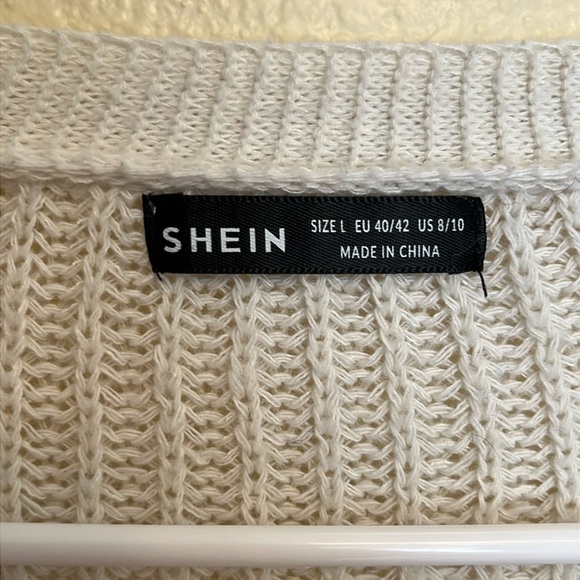 SHEIN
SIZE L EU 40/42 US 8/10
MADE IN CHINA